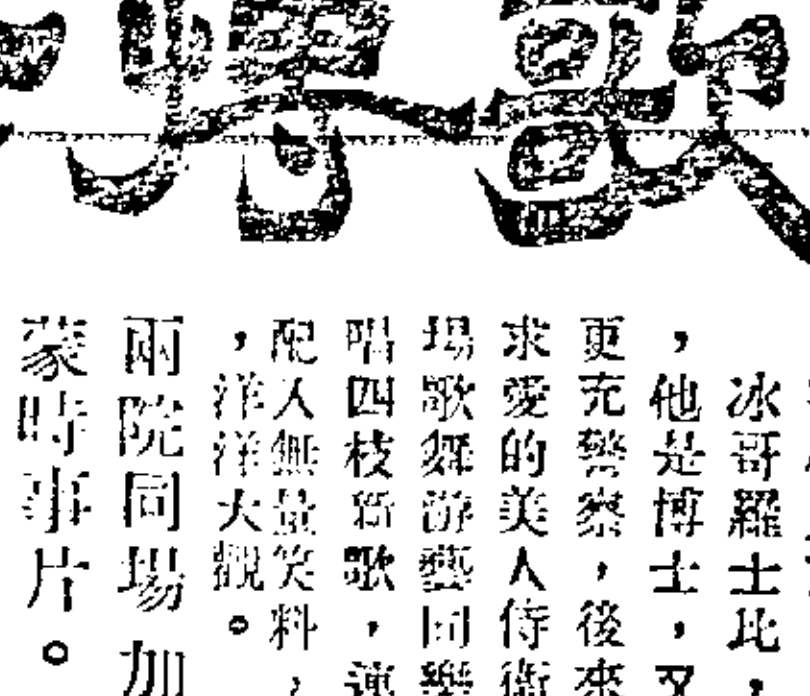 冰哥羅士比，
，他是博士，又
更充警察，後來
求愛的美人侍衛
場歌舞游藝同樂
唱四枝新歌，連
配人無量笑料，
，洋洋大觀。
兩院同場加
蒙時事片。